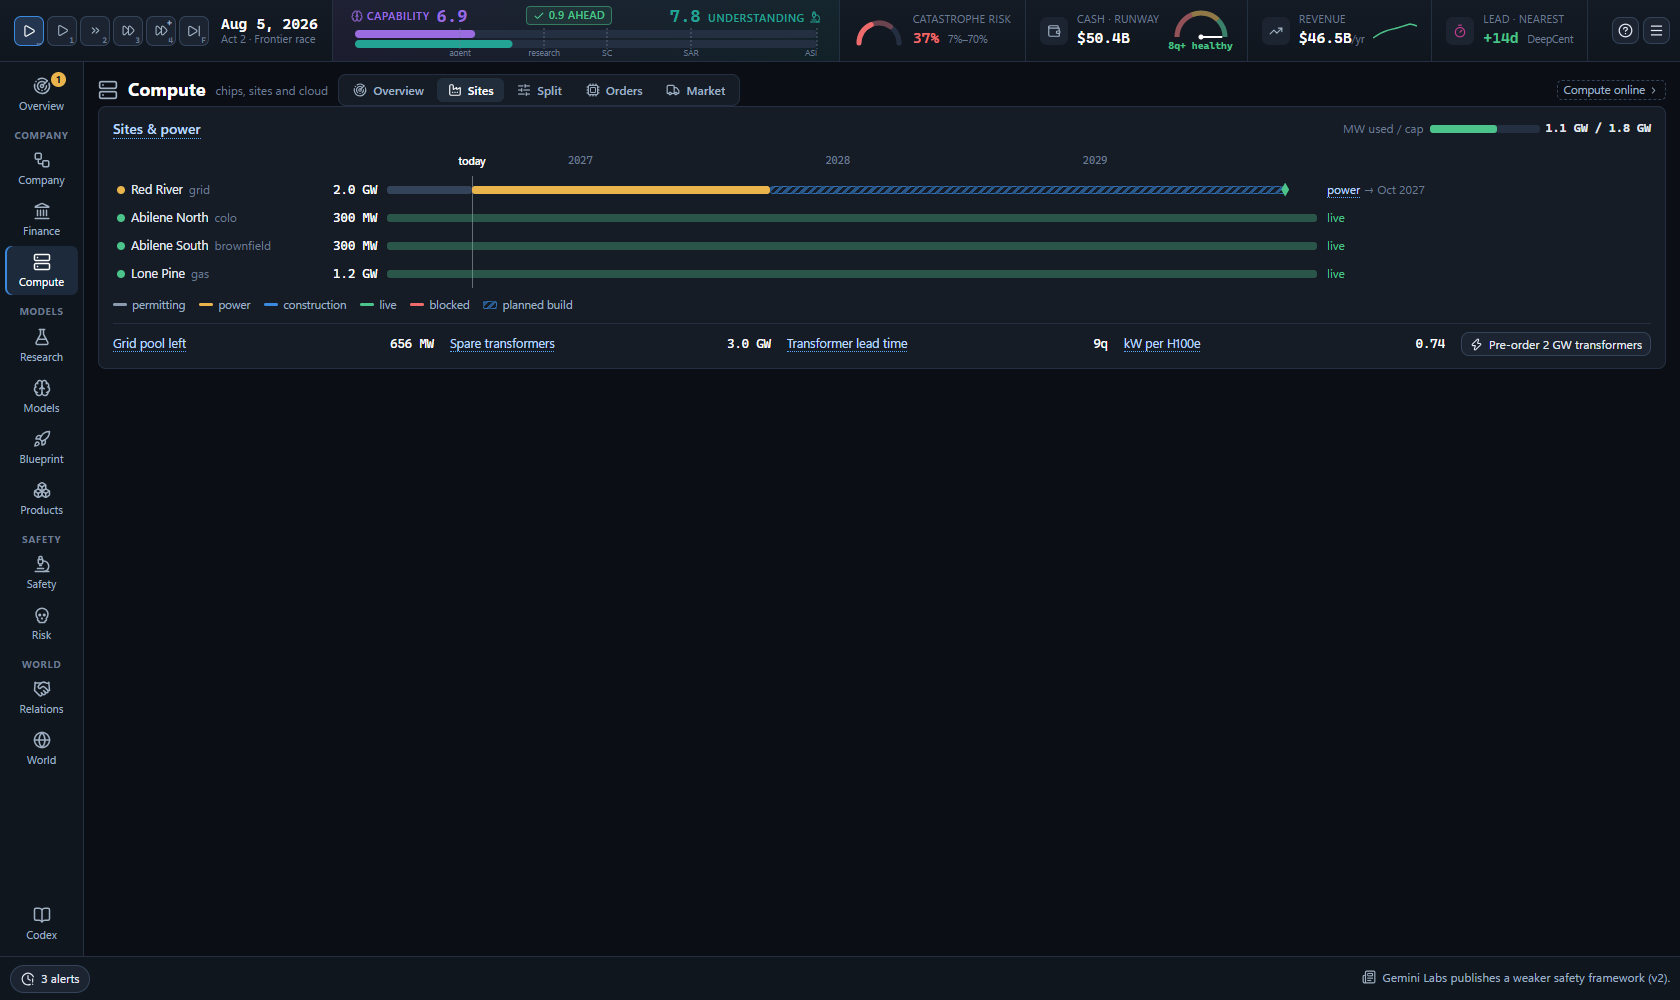 1
2
3
4
F
Aug 5, 2026
Act 2 · Frontier race
CAPABILITY 6.9
0.9 AHEAD
7.8 UNDERSTANDING
agent
research
SC
SAR
ASI
CATASTROPHE RISK
37% 7%–70%
CASH · RUNWAY
$50.4B
8q+ healthy
REVENUE
$46.5B/yr
LEAD · NEAREST
+14d DeepCent
1
Overview
COMPANY
Company
Finance
Compute
MODELS
Research
Models
Blueprint
Products
SAFETY
Safety
Risk
WORLD
Relations
World
Codex
Compute chips, sites and cloud
Overview
Sites
Split
Orders
Market
Compute online ›
Sites & power
MW used / cap 1.1 GW / 1.8 GW
today 2027 2028 2029
Red River grid 2.0 GW power → Oct 2027
Abilene North colo 300 MW live
Abilene South brownfield 300 MW live
Lone Pine gas 1.2 GW live
permitting power construction live blocked planned build
Grid pool left 656 MW Spare transformers 3.0 GW Transformer lead time 9q kW per H100e 0.74 Pre-order 2 GW transformers
3 alerts
Gemini Labs publishes a weaker safety framework (v2).